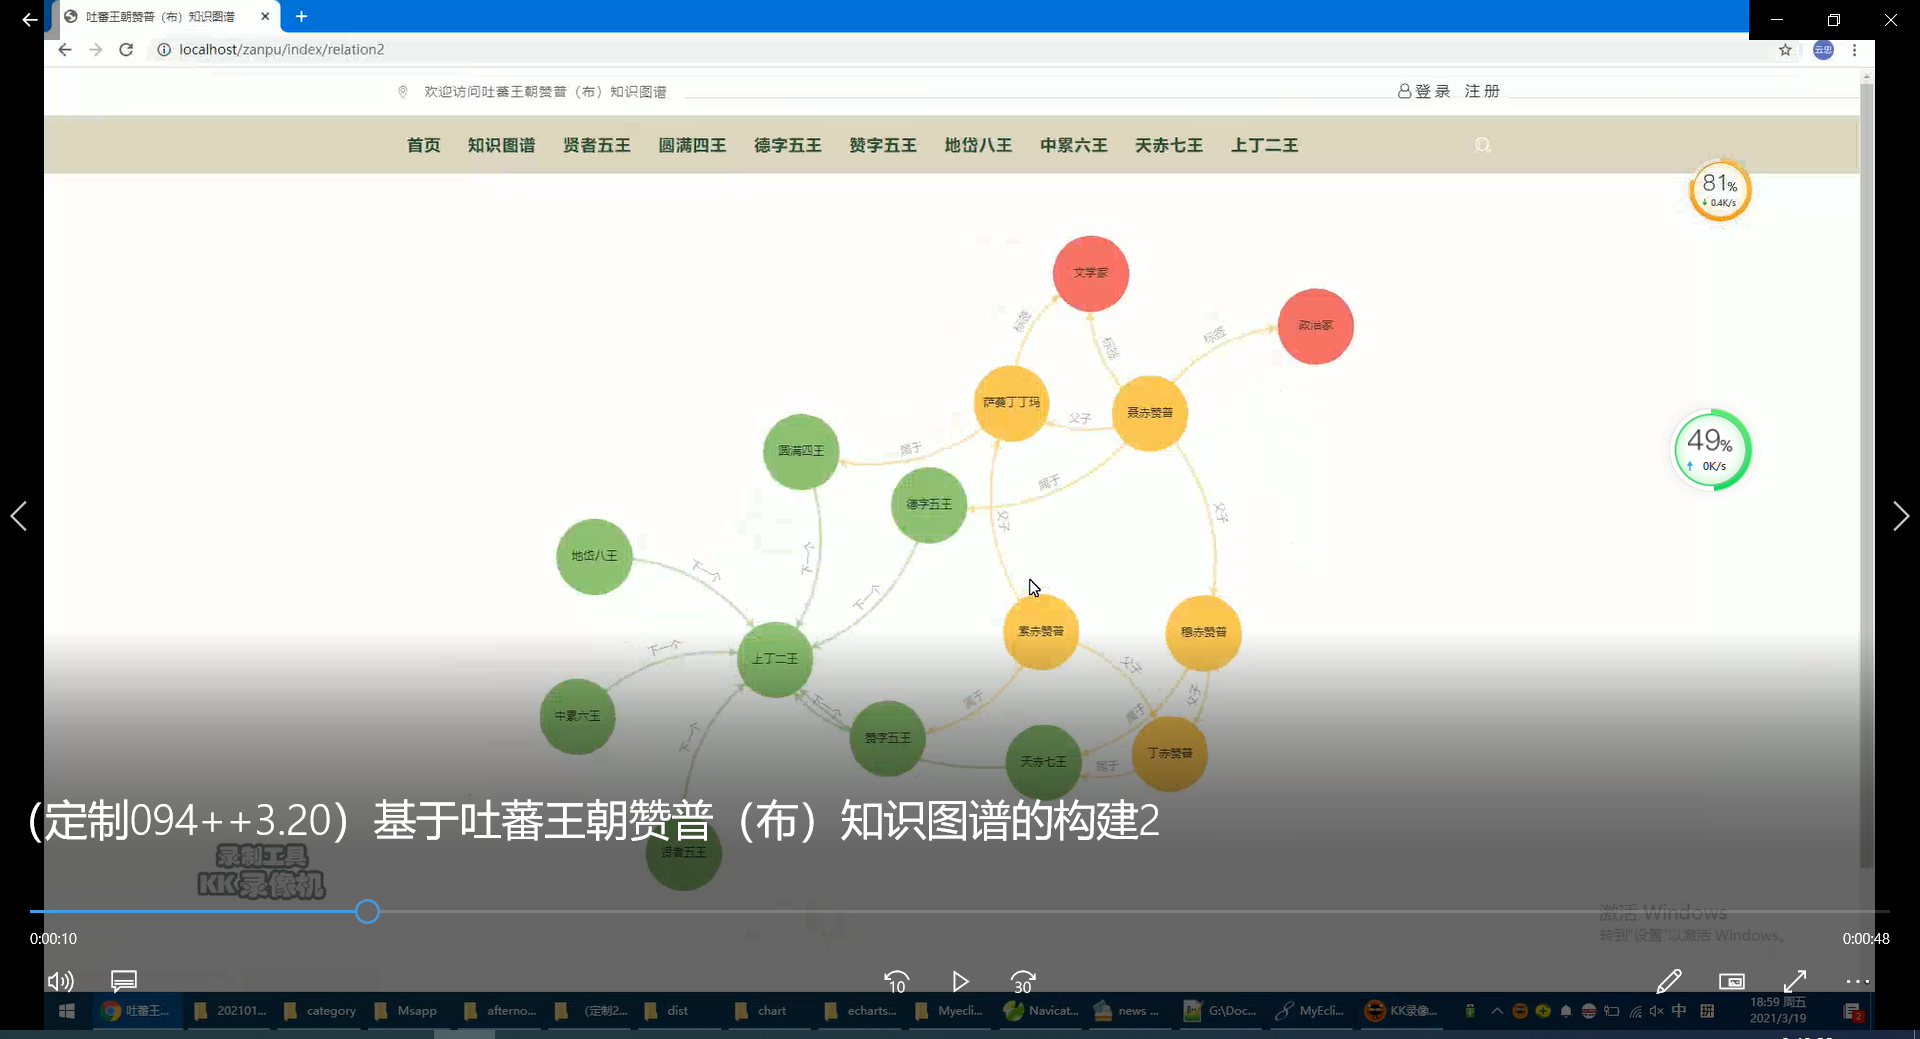 吐蕃王朝赞普（布）知识图谱
localhost/zanpu/index/relation2
云忠
欢迎访问吐蕃王朝赞普（布）知识图谱
登录 注册
首页 知识图谱 贤者五王 圆满四王 德字五王 赞字五王 地岱八王 中累六王 天赤七王 上丁二王
81%
0.4K/s
文学家
政治家
标签
标签
标签
萨葵丁丁玛
聂赤赞普
父子
圆满四王
属于
49%
0K/s
属于
德字五王
父子
父子
地岱八王
下一个
下一个
下一个
索赤赞普
穆赤赞普
下一个
上丁二王
父子
父子
属于
下一个
属于
中累六王
下一个
赞字五王
天赤七王
属于
丁赤赞普
（定制094++3.20）基于吐蕃王朝赞普（布）知识图谱的构建2
贤者五王
录制工具
KK录像机
激活 Windows
转到"设置"以激活 Windows。
0:00:10
0:00:48
10
30
吐蕃王... 202101... category Msapp afterno... （定制2... dist chart echarts... Myecli... Navicat... news ... G:\Doc... MyEcli... KK录像... 中 拼
18:59 周五
2021/3/19
2